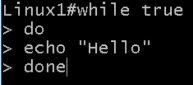 Linux1#while true
> do
> echo "Hello"
> done